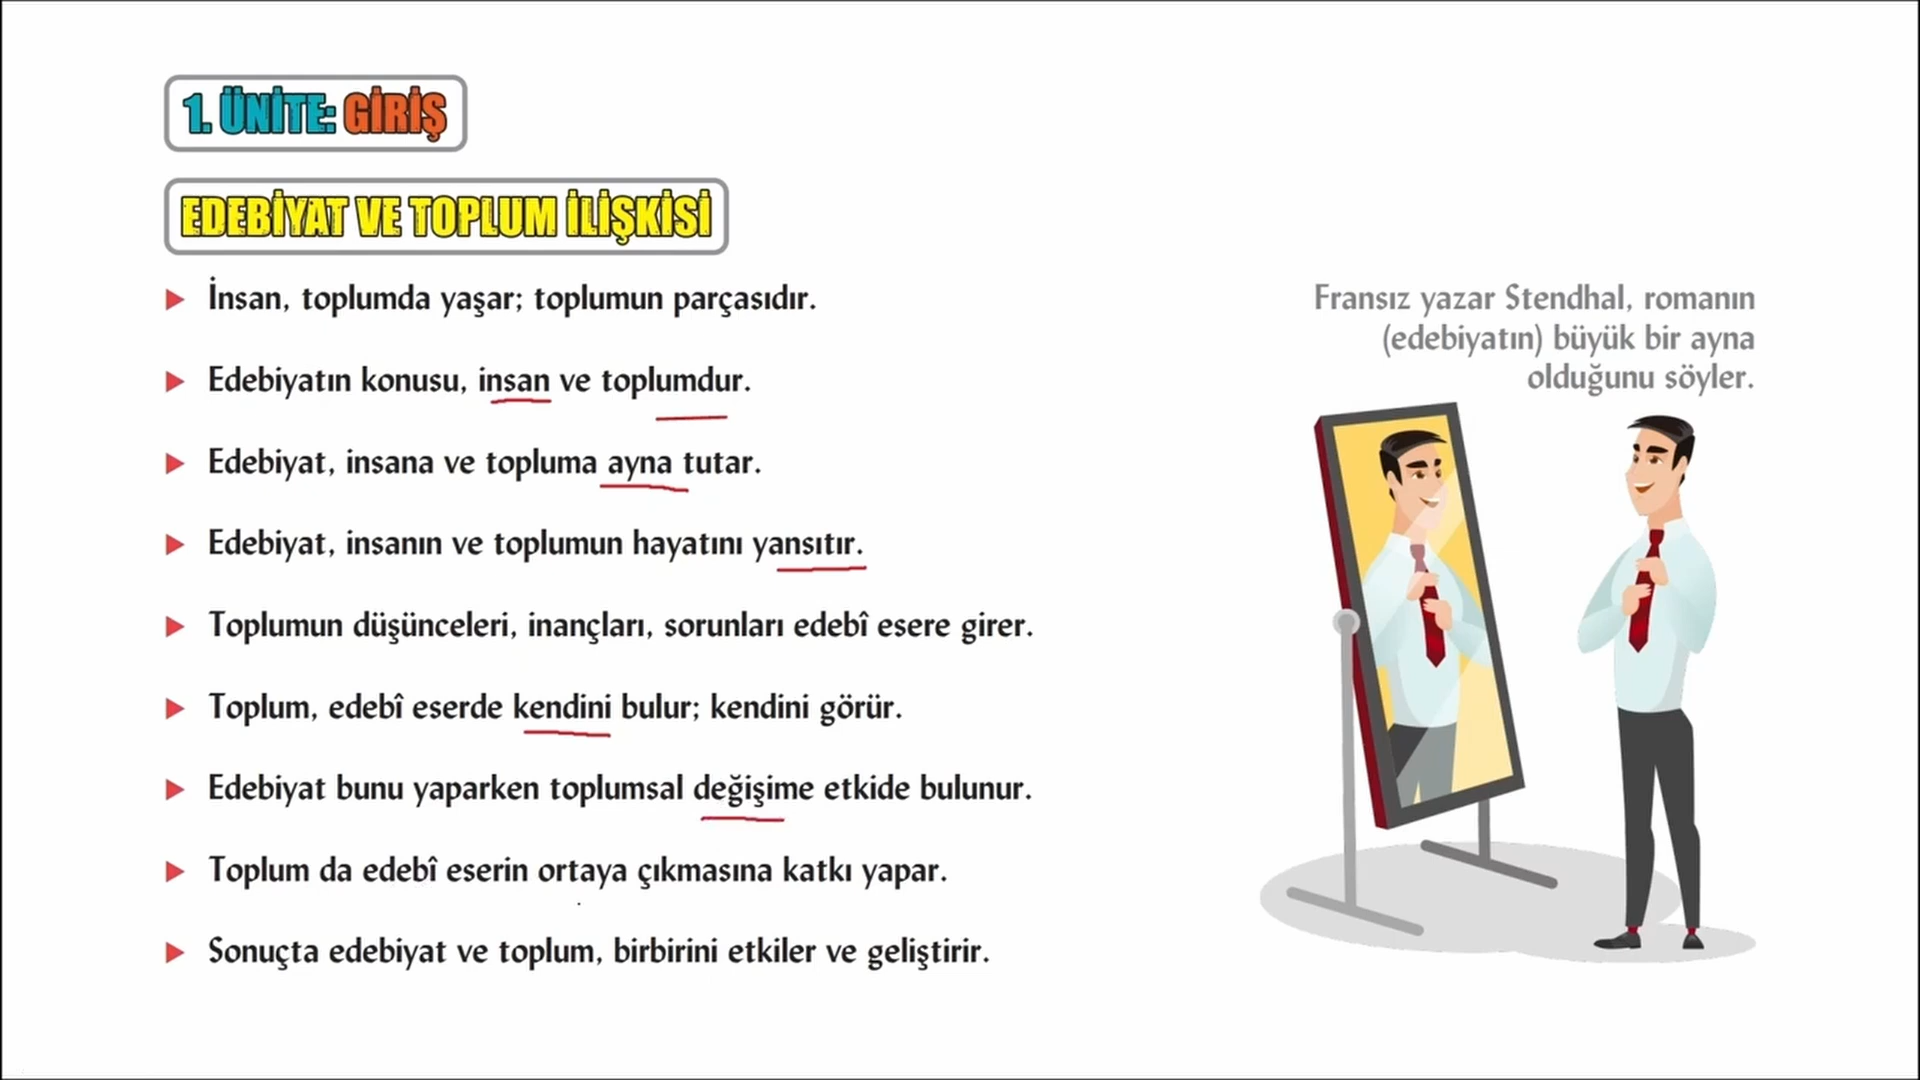 1. ÜNİTE: GİRİŞ
EDEBİYAT VE TOPLUM İLİŞKİSİ
İnsan, toplumda yaşar; toplumun parçasıdır.
Edebiyatın konusu, insan ve toplumdur.
Edebiyat, insana ve topluma ayna tutar.
Edebiyat, insanın ve toplumun hayatını yansıtır.
Toplumun düşünceleri, inançları, sorunları edebî esere girer.
Toplum, edebî eserde kendini bulur; kendini görür.
Edebiyat bunu yaparken toplumsal değişime etkide bulunur.
Toplum da edebî eserin ortaya çıkmasına katkı yapar.
Sonuçta edebiyat ve toplum, birbirini etkiler ve geliştirir.
Fransız yazar Stendhal, romanın
(edebiyatın) büyük bir ayna
olduğunu söyler.